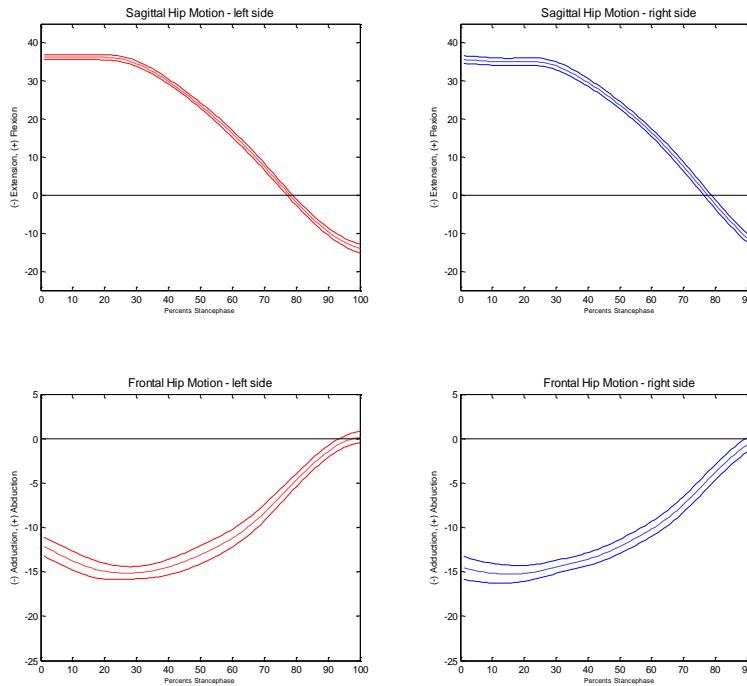 Sagittal Hip Motion - left side
(-) Extension, (+) Flexion
40
30
20
10
0
-10
-20
0 10 20 30 40 50 60 70 80 90 100
Percents Stancephase
Sagittal Hip Motion - right side
(-) Extension, (+) Flexion
40
30
20
10
0
-10
-20
0 10 20 30 40 50 60 70 80 90
Percents Stancephase
Frontal Hip Motion - left side
(-) Adduction, (+) Abduction
5
0
-5
-10
-15
-20
-25
0 10 20 30 40 50 60 70 80 90 100
Percents Stancephase
Frontal Hip Motion - right side
(-) Adduction, (+) Abduction
5
0
-5
-10
-15
-20
-25
0 10 20 30 40 50 60 70 80 90
Percents Stancephase